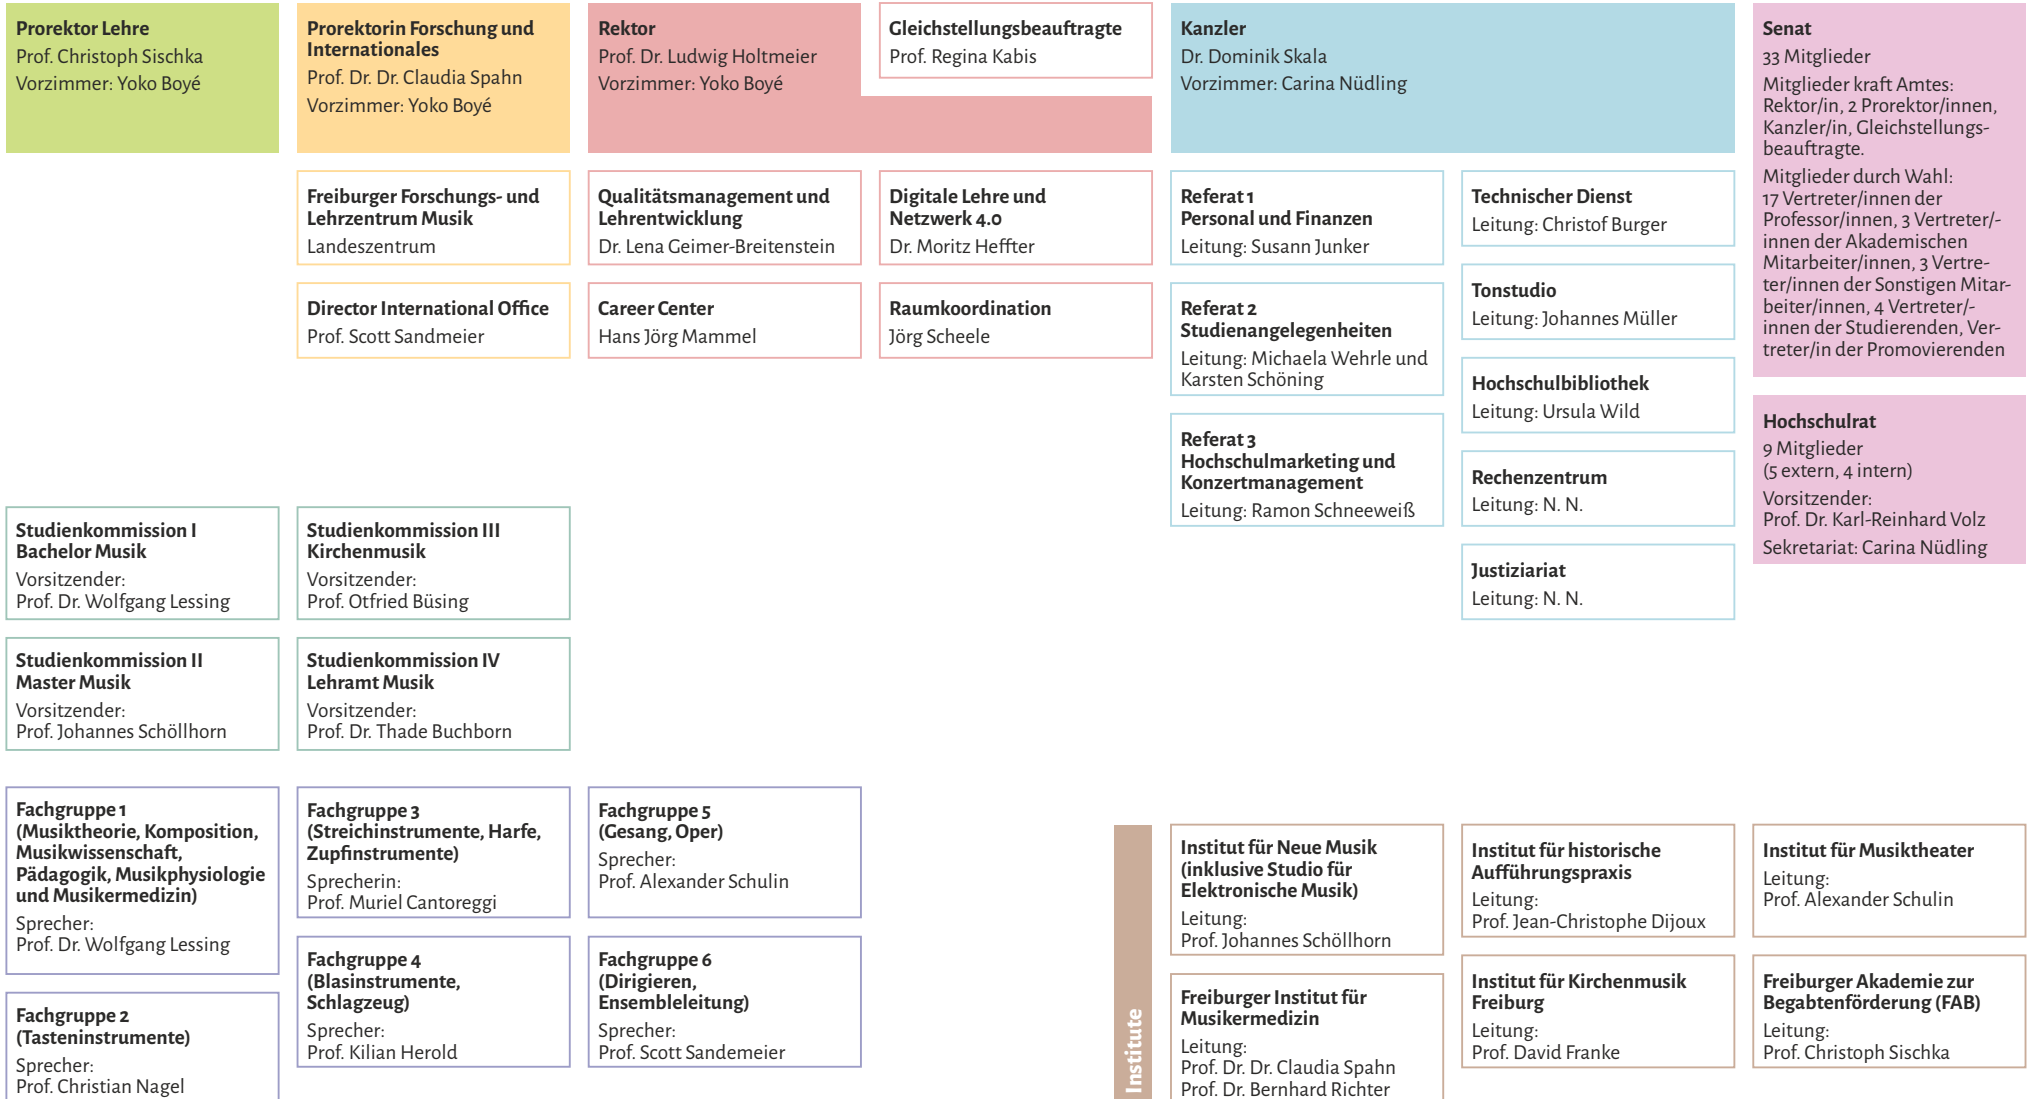 Prorektor Lehre
Prof. Christoph Sischka
Vorzimmer: Yoko Boyé
Prorektorin Forschung und
Internationales
Prof. Dr. Dr. Claudia Spahn
Vorzimmer: Yoko Boyé
Rektor
Prof. Dr. Ludwig Holtmeier
Vorzimmer: Yoko Boyé
Gleichstellungsbeauftragte
Prof. Regina Kabis
Kanzler
Dr. Dominik Skala
Vorzimmer: Carina Nüdling
Senat
33 Mitglieder
Mitglieder kraft Amtes:
Rektor/in, 2 Prorektor/innen,
Kanzler/in, Gleichstellungs-
beauftragte.
Mitglieder durch Wahl:
17 Vertreter/innen der
Professor/innen, 3 Vertreter/-
innen der Akademischen
Mitarbeiter/innen, 3 Vertre-
ter/innen der Sonstigen Mitar-
beiter/innen, 4 Vertreter/-
innen der Studierenden, Ver-
treter/in der Promovierenden
Freiburger Forschungs- und
Lehrzentrum Musik
Landeszentrum
Qualitätsmanagement und
Lehrentwicklung
Dr. Lena Geimer-Breitenstein
Digitale Lehre und
Netzwerk 4.0
Dr. Moritz Heffter
Referat 1
Personal und Finanzen
Leitung: Susann Junker
Technischer Dienst
Leitung: Christof Burger
Director International Office
Prof. Scott Sandmeier
Career Center
Hans Jörg Mammel
Raumkoordination
Jörg Scheele
Referat 2
Studienangelegenheiten
Leitung: Michaela Wehrle und
Karsten Schöning
Tonstudio
Leitung: Johannes Müller
Hochschulbibliothek
Leitung: Ursula Wild
Hochschulrat
9 Mitglieder
(5 extern, 4 intern)
Vorsitzender:
Prof. Dr. Karl-Reinhard Volz
Sekretariat: Carina Nüdling
Referat 3
Hochschulmarketing und
Konzertmanagement
Leitung: Ramon Schneeweiß
Rechenzentrum
Leitung: N. N.
Justiziariat
Leitung: N. N.
Studienkommission I
Bachelor Musik
Vorsitzender:
Prof. Dr. Wolfgang Lessing
Studienkommission III
Kirchenmusik
Vorsitzender:
Prof. Otfried Büsing
Studienkommission II
Master Musik
Vorsitzender:
Prof. Johannes Schöllhorn
Studienkommission IV
Lehramt Musik
Vorsitzender:
Prof. Dr. Thade Buchborn
Fachgruppe 1
(Musiktheorie, Komposition,
Musikwissenschaft,
Pädagogik, Musikphysiologie
und Musikermedizin)
Sprecher:
Prof. Dr. Wolfgang Lessing
Fachgruppe 3
(Streichinstrumente, Harfe,
Zupfinstrumente)
Sprecherin:
Prof. Muriel Cantoreggi
Fachgruppe 5
(Gesang, Oper)
Sprecher:
Prof. Alexander Schulin
Fachgruppe 2
(Tasteninstrumente)
Sprecher:
Prof. Christian Nagel
Fachgruppe 4
(Blasinstrumente,
Schlagzeug)
Sprecher:
Prof. Kilian Herold
Fachgruppe 6
(Dirigieren,
Ensembleleitung)
Sprecher:
Prof. Scott Sandemeier
Institute
Institut für Neue Musik
(inklusive Studio für
Elektronische Musik)
Leitung:
Prof. Johannes Schöllhorn
Institut für historische
Aufführungspraxis
Leitung:
Prof. Jean-Christophe Dijoux
Institut für Musiktheater
Leitung:
Prof. Alexander Schulin
Freiburger Institut für
Musikermedizin
Leitung:
Prof. Dr. Dr. Claudia Spahn
Prof. Dr. Bernhard Richter
Institut für Kirchenmusik
Freiburg
Leitung:
Prof. David Franke
Freiburger Akademie zur
Begabtenförderung (FAB)
Leitung:
Prof. Christoph Sischka